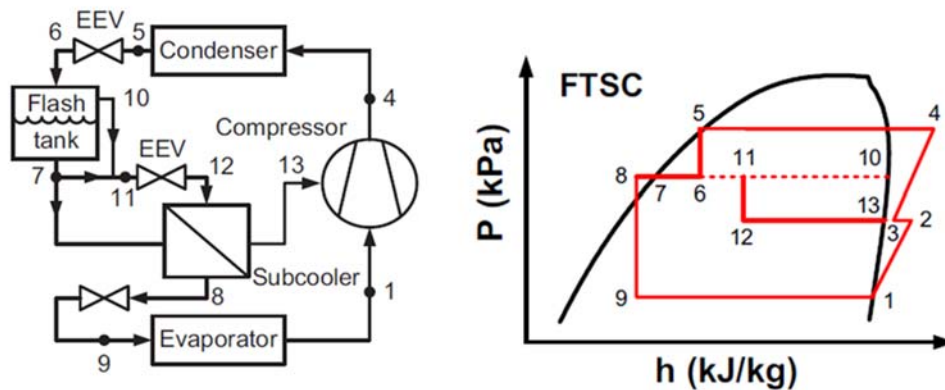 EEV
6
5
Condenser
Flash
tank
10
4
Compressor
EEV
7
12
13
11
Subcooler
8
1
9
Evaporator
FTSC
P (kPa)
5
4
11
10
8
7
6
13
12
3
2
9
1
h (kJ/kg)